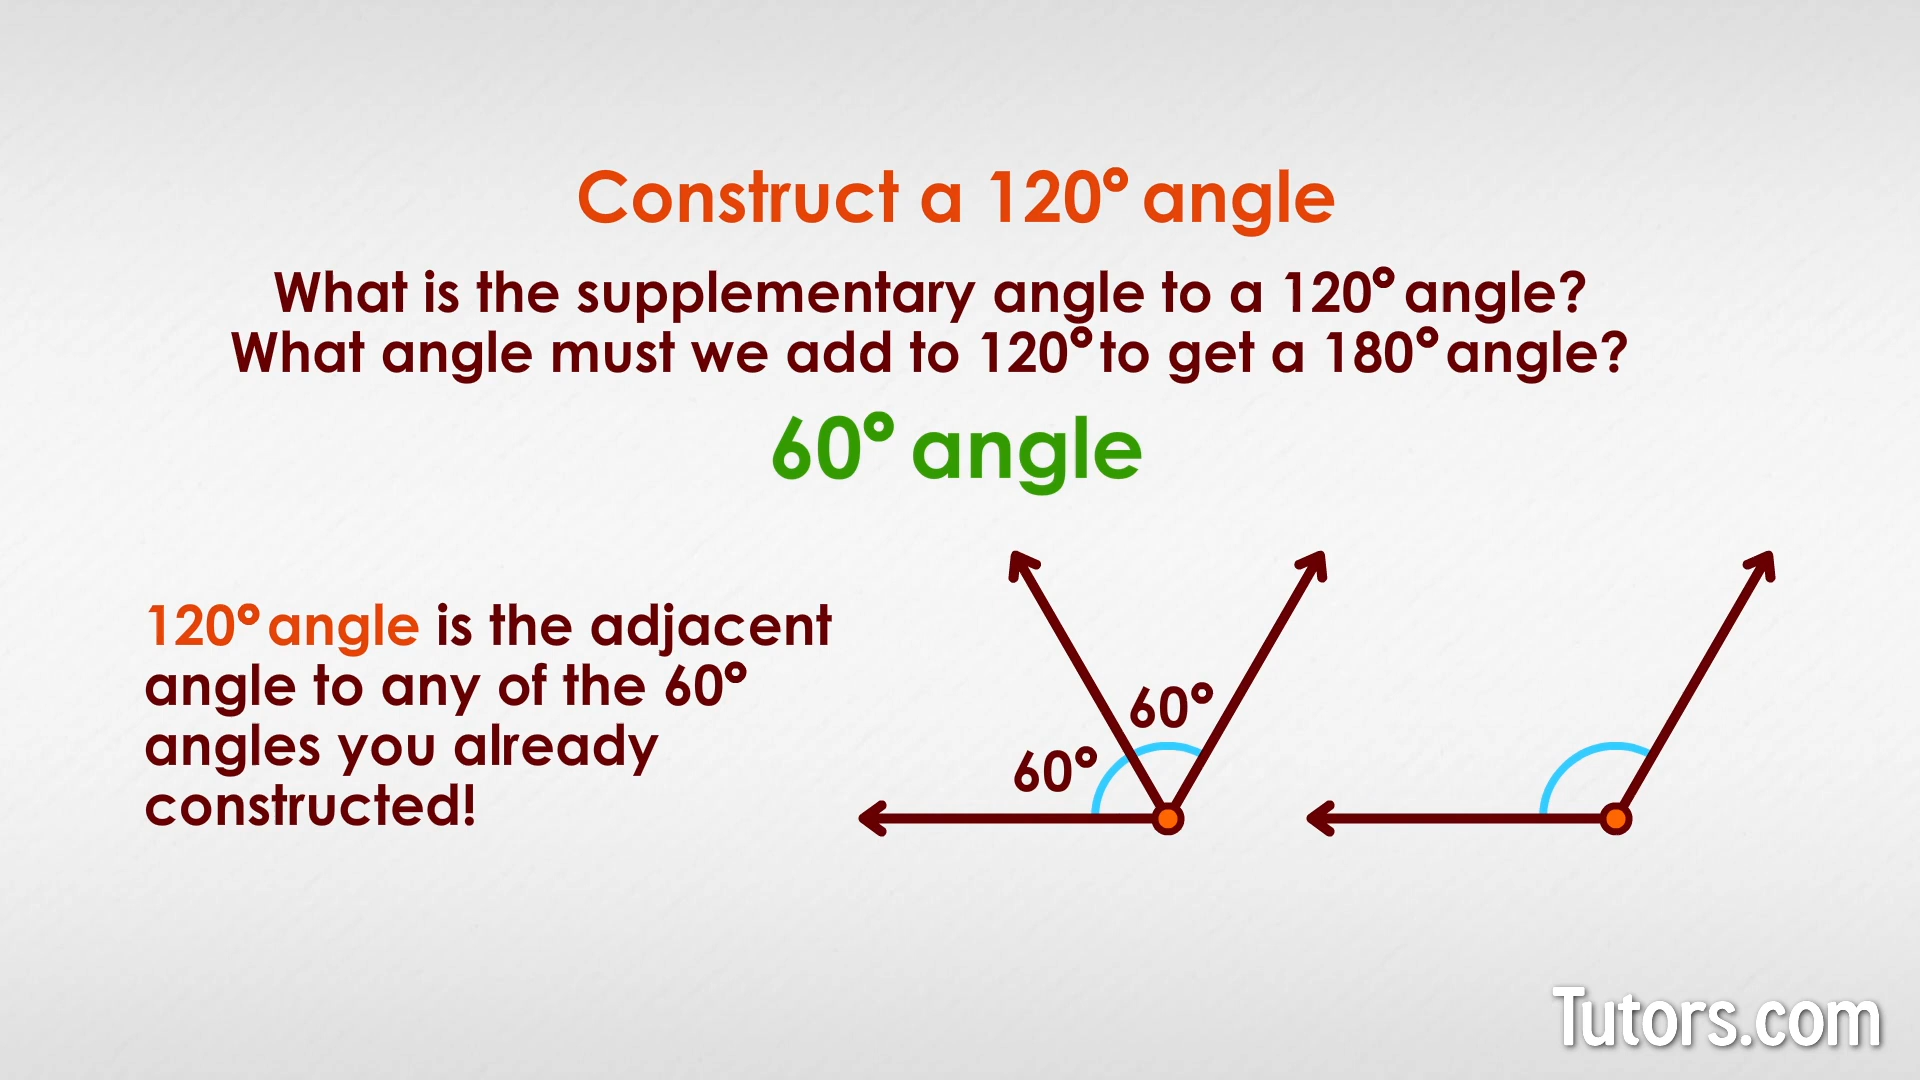 Construct a 120° angle
What is the supplementary angle to a 120° angle?
What angle must we add to 120° to get a 180° angle?
60° angle
120° angle is the adjacent
angle to any of the 60°
angles you already
constructed!
60°
60°
Tutors.com